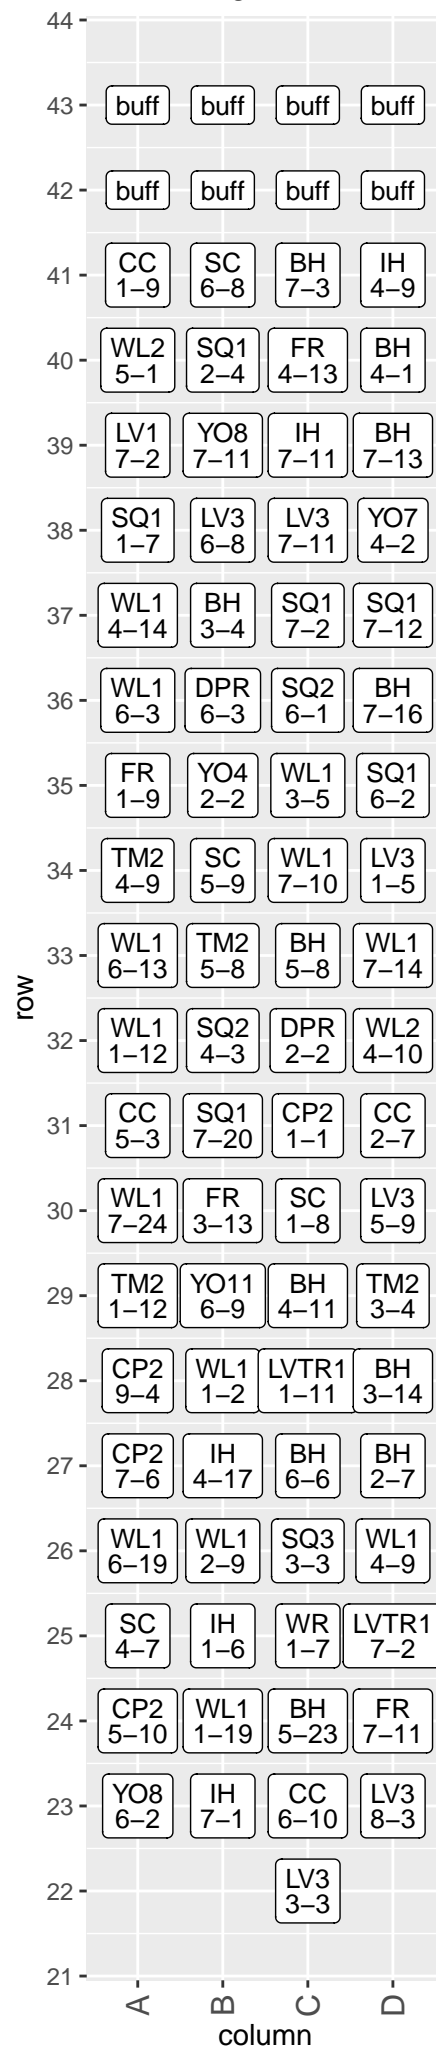 44
43
buff buff buff buff
42
buff buff buff buff
41
CC SC BH IH
1–9 6–8 7–3 4–9
40
WL2 SQ1 FR BH
5–1 2–4 4–13 4–1
39
LV1 YO8 IH BH
7–2 7–11 7–11 7–13
38
SQ1 LV3 LV3 YO7
1–7 6–8 7–11 4–2
37
WL1 BH SQ1 SQ1
4–14 3–4 7–2 7–12
36
WL1 DPR SQ2 BH
6–3 6–3 6–1 7–16
35
FR YO4 WL1 SQ1
1–9 2–2 3–5 6–2
34
TM2 SC WL1 LV3
4–9 5–9 7–10 1–5
33
WL1 TM2 BH WL1
6–13 5–8 5–8 7–14
32
WL1 SQ2 DPR WL2
1–12 4–3 2–2 4–10
31
CC SQ1 CP2 CC
5–3 7–20 1–1 2–7
30
WL1 FR SC LV3
7–24 3–13 1–8 5–9
29
TM2 YO11 BH TM2
1–12 6–9 4–11 3–4
28
CP2 WL1 LVTR1 BH
9–4 1–2 1–11 3–14
27
CP2 IH BH BH
7–6 4–17 6–6 2–7
26
WL1 WL1 SQ3 WL1
6–19 2–9 3–3 4–9
25
SC IH WR LVTR1
4–7 1–6 1–7 7–2
24
CP2 WL1 BH FR
5–10 1–19 5–23 7–11
23
YO8 IH CC LV3
6–2 7–1 6–10 8–3
22
LV3
3–3
21
row
A B C D
column